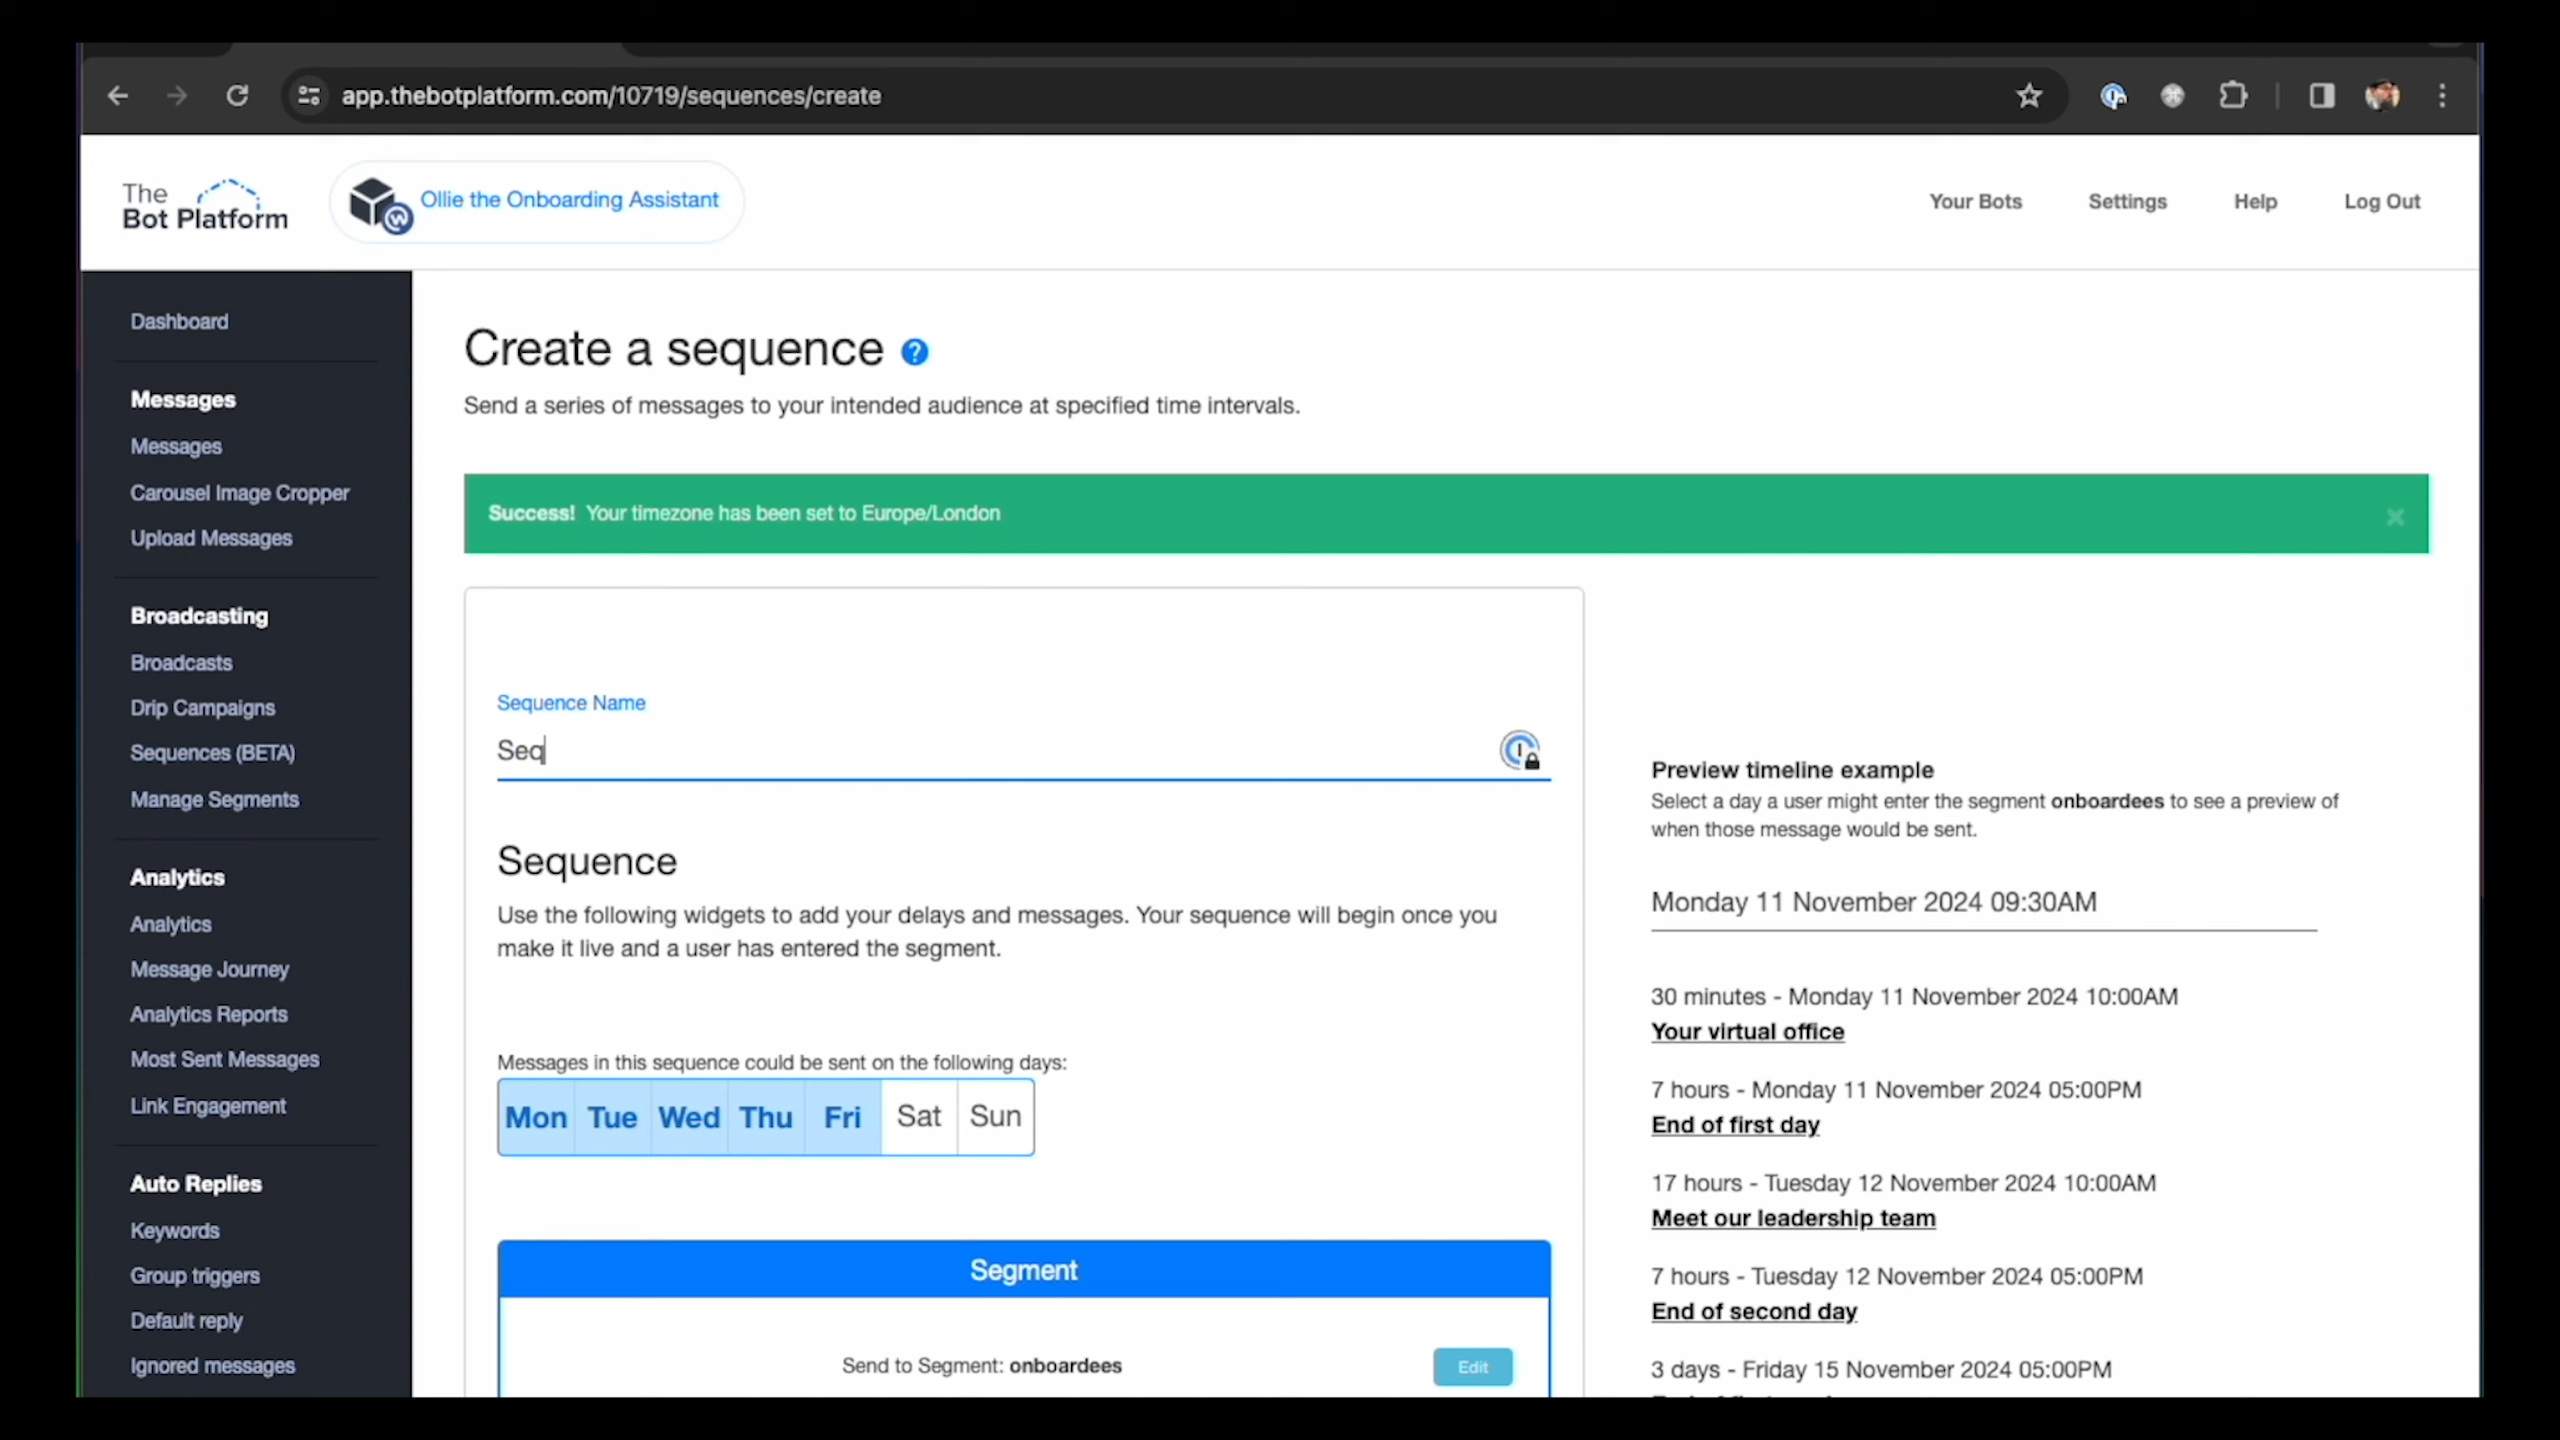 app.thebotplatform.com/10719/sequences/create
The
Bot Platform
Ollie the Onboarding Assistant
Your Bots
Settings
Help
Log Out
Dashboard
Messages
Messages
Carousel Image Cropper
Upload Messages
Broadcasting
Broadcasts
Drip Campaigns
Sequences (BETA)
Manage Segments
Analytics
Analytics
Message Journey
Analytics Reports
Most Sent Messages
Link Engagement
Auto Replies
Keywords
Group triggers
Default reply
Ignored messages
Create a sequence ?
Send a series of messages to your intended audience at specified time intervals.
Success! Your timezone has been set to Europe/London
Sequence Name
Seq
Sequence
Use the following widgets to add your delays and messages. Your sequence will begin once you
make it live and a user has entered the segment.
Messages in this sequence could be sent on the following days:
Mon Tue Wed Thu Fri Sat Sun
Segment
Send to Segment: onboardees
Edit
Preview timeline example
Select a day a user might enter the segment onboardees to see a preview of
when those message would be sent.
Monday 11 November 2024 09:30AM
30 minutes - Monday 11 November 2024 10:00AM
Your virtual office
7 hours - Monday 11 November 2024 05:00PM
End of first day
17 hours - Tuesday 12 November 2024 10:00AM
Meet our leadership team
7 hours - Tuesday 12 November 2024 05:00PM
End of second day
3 days - Friday 15 November 2024 05:00PM